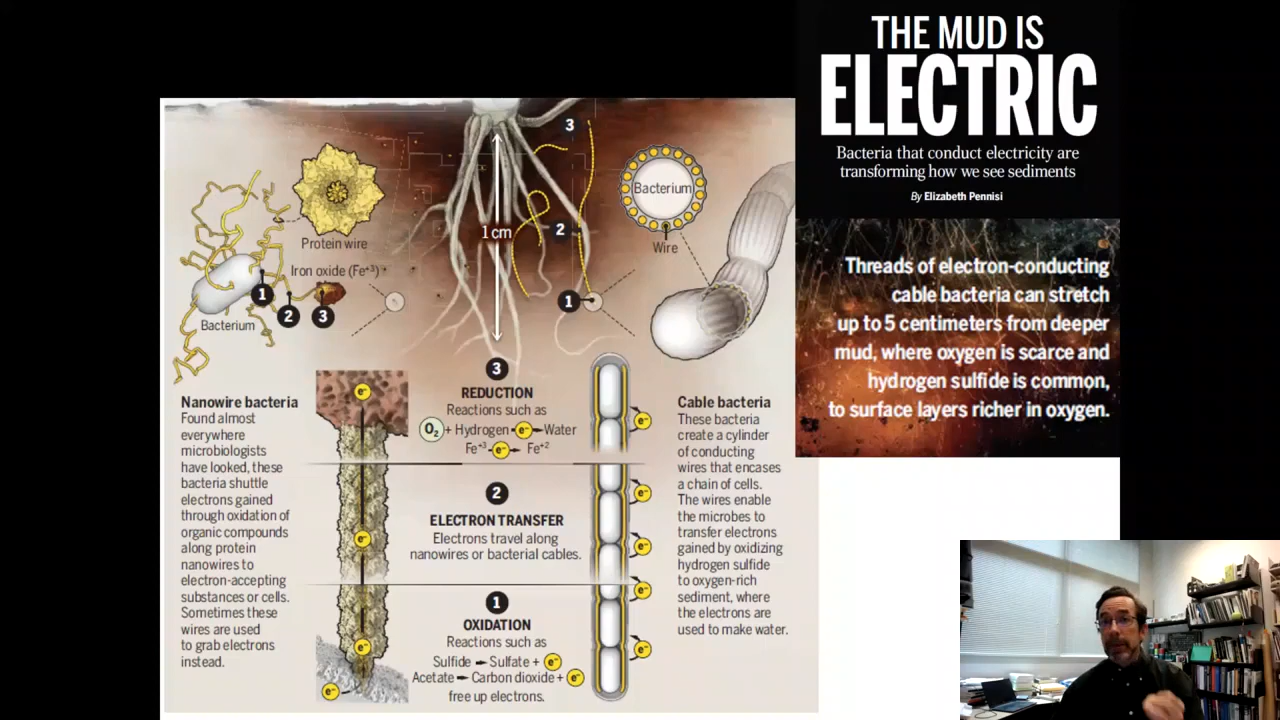 THE MUD IS
ELECTRIC
Bacteria that conduct electricity are
transforming how we see sediments
By Elizabeth Pennisi
Threads of electron-conducting
cable bacteria can stretch
up to 5 centimeters from deeper
mud, where oxygen is scarce and
hydrogen sulfide is common,
to surface layers richer in oxygen.
Protein wire
Iron oxide (Fe+3)
1
2
3
Bacterium
1 cm
3
2
1
Bacterium
Wire
Nanowire bacteria
Found almost
everywhere
microbiologists
have looked, these
bacteria shuttle
electrons gained
through oxidation of
organic compounds
along protein
nanowires to
electron-accepting
substances or cells.
Sometimes these
wires are used
to grab electrons
instead.
e-
e-
e-
e-
3
REDUCTION
Reactions such as
O2 + Hydrogen e- Water
Fe+3 e- Fe+2
2
ELECTRON TRANSFER
Electrons travel along
nanowires or bacterial cables.
1
OXIDATION
Reactions such as
Sulfide Sulfate + e-
Acetate Carbon dioxide + e-
free up electrons.
e-
e-
e-
e-
e-
Cable bacteria
These bacteria
create a cylinder
of conducting
wires that encases
a chain of cells.
The wires enable
the microbes to
transfer electrons
gained by oxidizing
hydrogen sulfide
to oxygen-rich
sediment, where
the electrons are
used to make water.